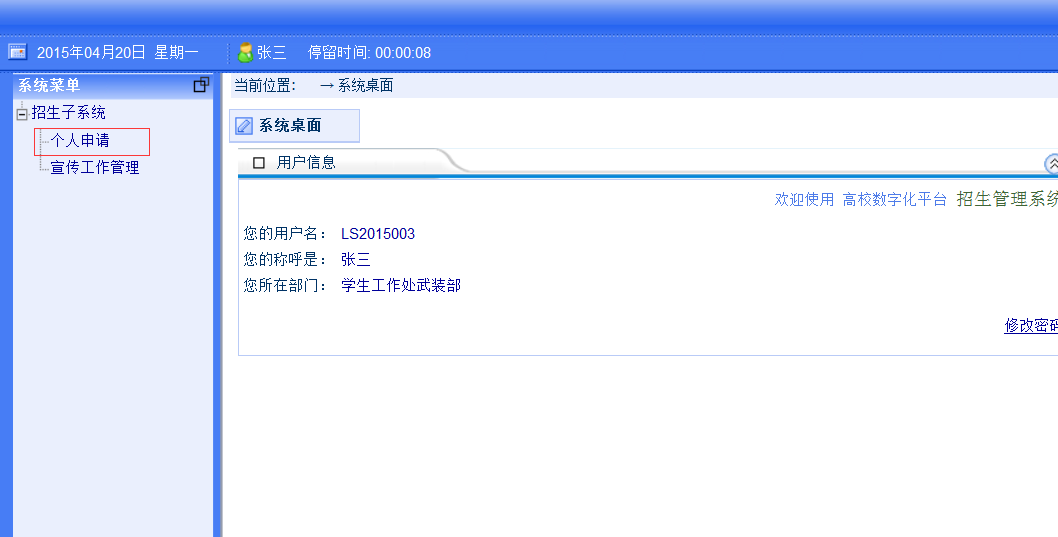 2015年04月20日 星期一 张三 停留时间: 00:00:08
系统菜单
招生子系统
个人申请
宣传工作管理
当前位置： → 系统桌面
系统桌面
用户信息
欢迎使用 高校数字化平台 招生管理系统
您的用户名： LS2015003
您的称呼是： 张三
您所在部门： 学生工作处武装部
修改密码